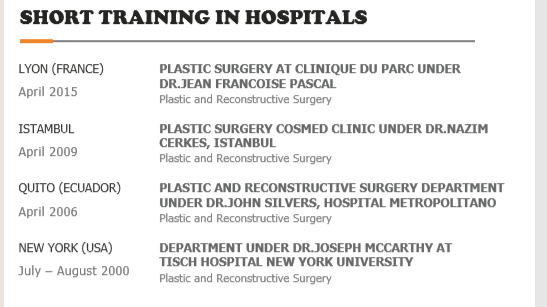 SHORT TRAINING IN HOSPITALS
LYON (FRANCE)
April 2015
PLASTIC SURGERY AT CLINIQUE DU PARC UNDER
DR.JEAN FRANCOISE PASCAL
Plastic and Reconstructive Surgery
ISTAMBUL
April 2009
PLASTIC SURGERY COSMED CLINIC UNDER DR.NAZIM
CERKES, ISTANBUL
Plastic and Reconstructive Surgery
QUITO (ECUADOR)
April 2006
PLASTIC AND RECONSTRUCTIVE SURGERY DEPARTMENT
UNDER DR.JOHN SILVERS, HOSPITAL METROPOLITANO
Plastic and Reconstructive Surgery
NEW YORK (USA)
July – August 2000
DEPARTMENT UNDER DR.JOSEPH MCCARTHY AT
TISCH HOSPITAL NEW YORK UNIVERSITY
Plastic and Reconstructive Surgery